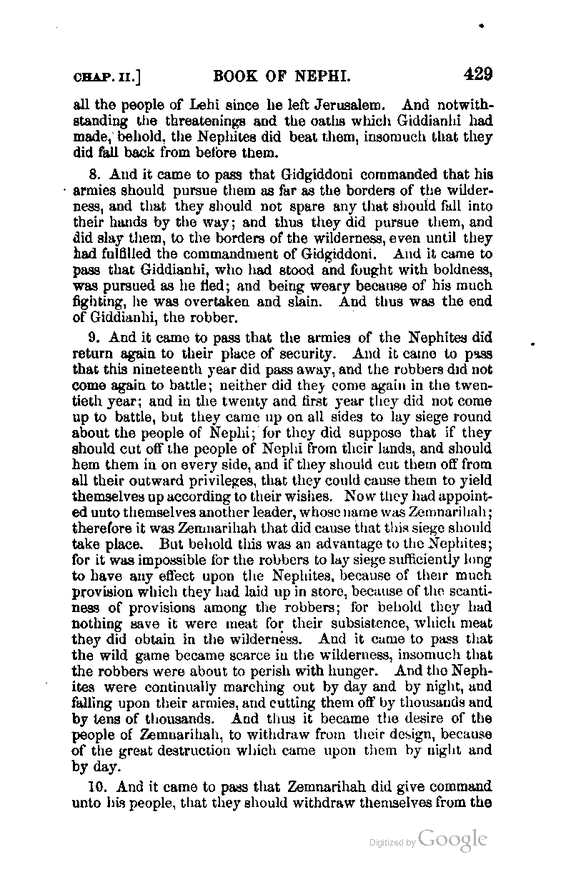 CHAP. II.] BOOK OF NEPHI. 429
all the people of Lehi since he left Jerusalem. And notwith-
standing the threatenings and the oaths which Giddianhi had
made, behold, the Nephites did beat them, insomuch that they
did fall back from before them.
8. And it came to pass that Gidgiddoni commanded that his
armies should pursue them as far as the borders of the wilder-
ness, and that they should not spare any that should fall into
their hands by the way; and thus they did pursue them, and
did slay them, to the borders of the wilderness, even until they
had fulfilled the commandment of Gidgiddoni. And it came to
pass that Giddianhi, who had stood and fought with boldness,
was pursued as he fled; and being weary because of his much
fighting, he was overtaken and slain. And thus was the end
of Giddianhi, the robber.
9. And it came to pass that the armies of the Nephites did
return again to their place of security. And it came to pass
that this nineteenth year did pass away, and the robbers did not
come again to battle; neither did they come again in the twen-
tieth year; and in the twenty and first year they did not come
up to battle, but they came up on all sides to lay siege round
about the people of Nephi; for they did suppose that if they
should cut off the people of Nephi from their lands, and should
hem them in on every side, and if they should cut them off from
all their outward privileges, that they could cause them to yield
themselves up according to their wishes. Now they had appoint-
ed unto themselves another leader, whose name was Zemnarihah;
therefore it was Zemnarihah that did cause that this siege should
take place. But behold this was an advantage to the Nephites;
for it was impossible for the robbers to lay siege sufficiently long
to have any effect upon the Nephites, because of their much
provision which they had laid up in store, because of the scanti-
ness of provisions among the robbers; for behold they had
nothing save it were meat for their subsistence, which meat
they did obtain in the wilderness. And it came to pass that
the wild game became scarce in the wilderness, insomuch that
the robbers were about to perish with hunger. And the Neph-
ites were continually marching out by day and by night, and
falling upon their armies, and cutting them off by thousands and
by tens of thousands. And thus it became the desire of the
people of Zemnarihah, to withdraw from their design, because
of the great destruction which came upon them by night and
by day.
10. And it came to pass that Zemnarihah did give command
unto his people, that they should withdraw themselves from the
Digitized by Google